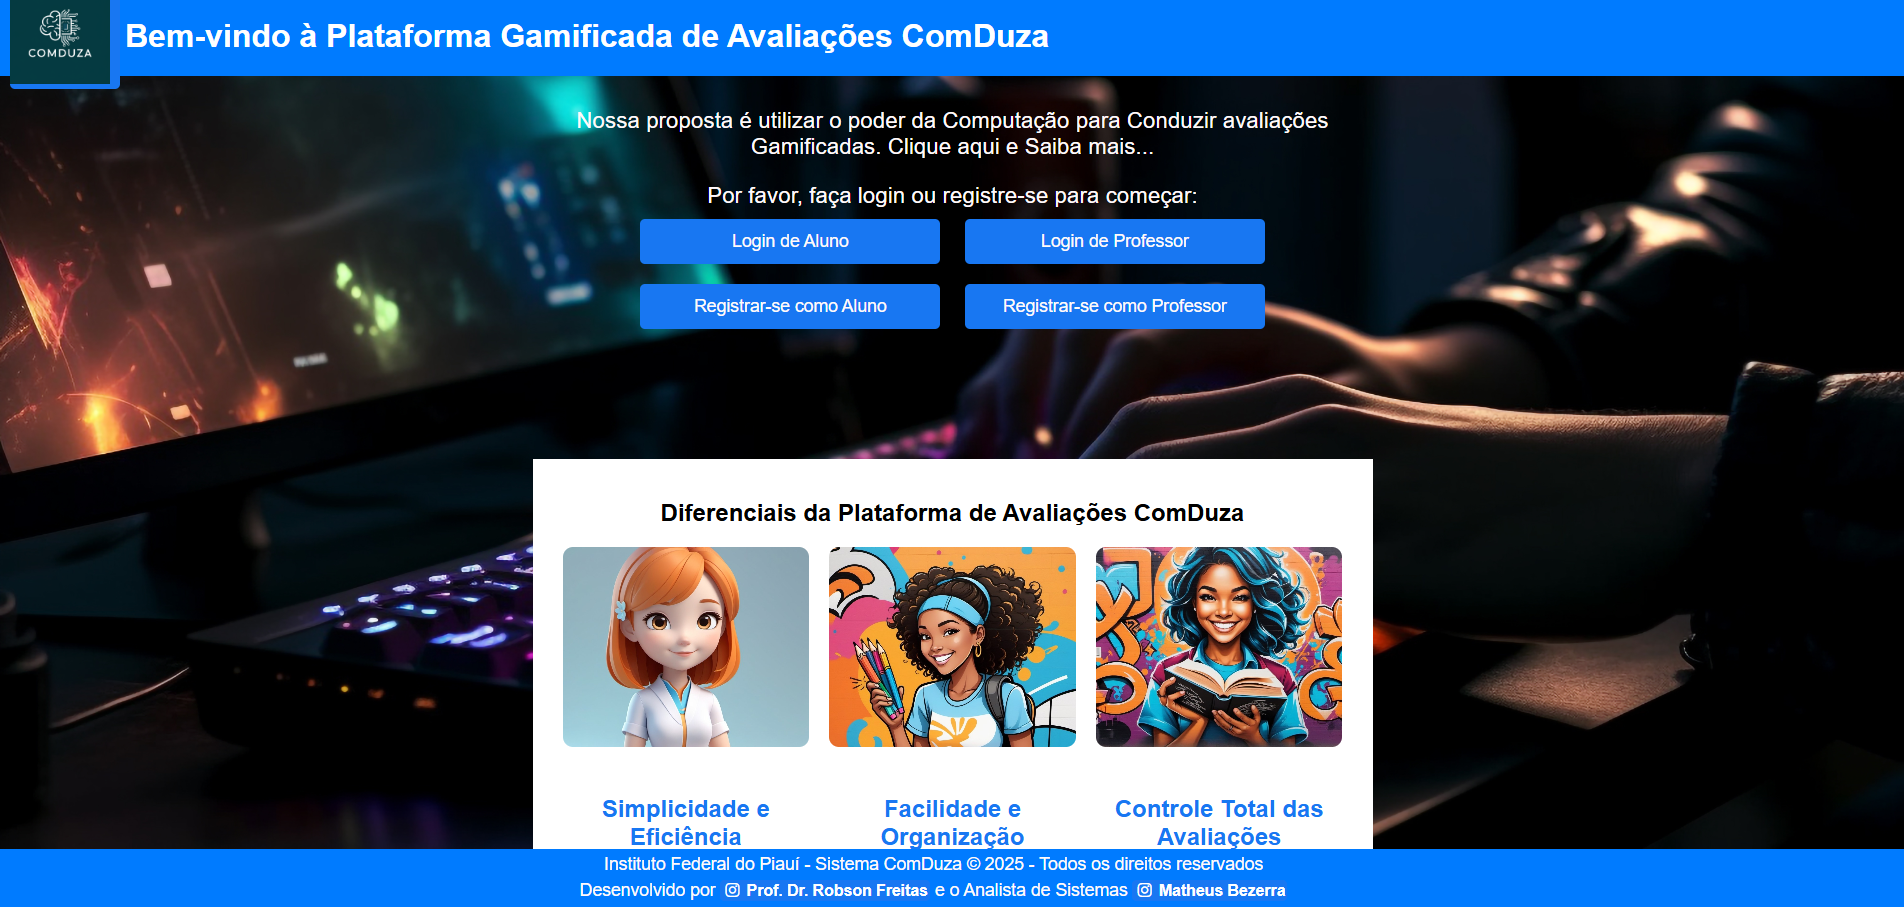 COMDUZA
Bem-vindo à Plataforma Gamificada de Avaliações ComDuza
Nossa proposta é utilizar o poder da Computação para Conduzir avaliações
Gamificadas. Clique aqui e Saiba mais...
Por favor, faça login ou registre-se para começar:
Login de Aluno
Login de Professor
Registrar-se como Aluno
Registrar-se como Professor
Diferenciais da Plataforma de Avaliações ComDuza
Simplicidade e
Eficiência
Facilidade e
Organização
Controle Total das
Avaliações
Instituto Federal do Piauí - Sistema ComDuza © 2025 - Todos os direitos reservados
Desenvolvido por Prof. Dr. Robson Freitas e o Analista de Sistemas Matheus Bezerra